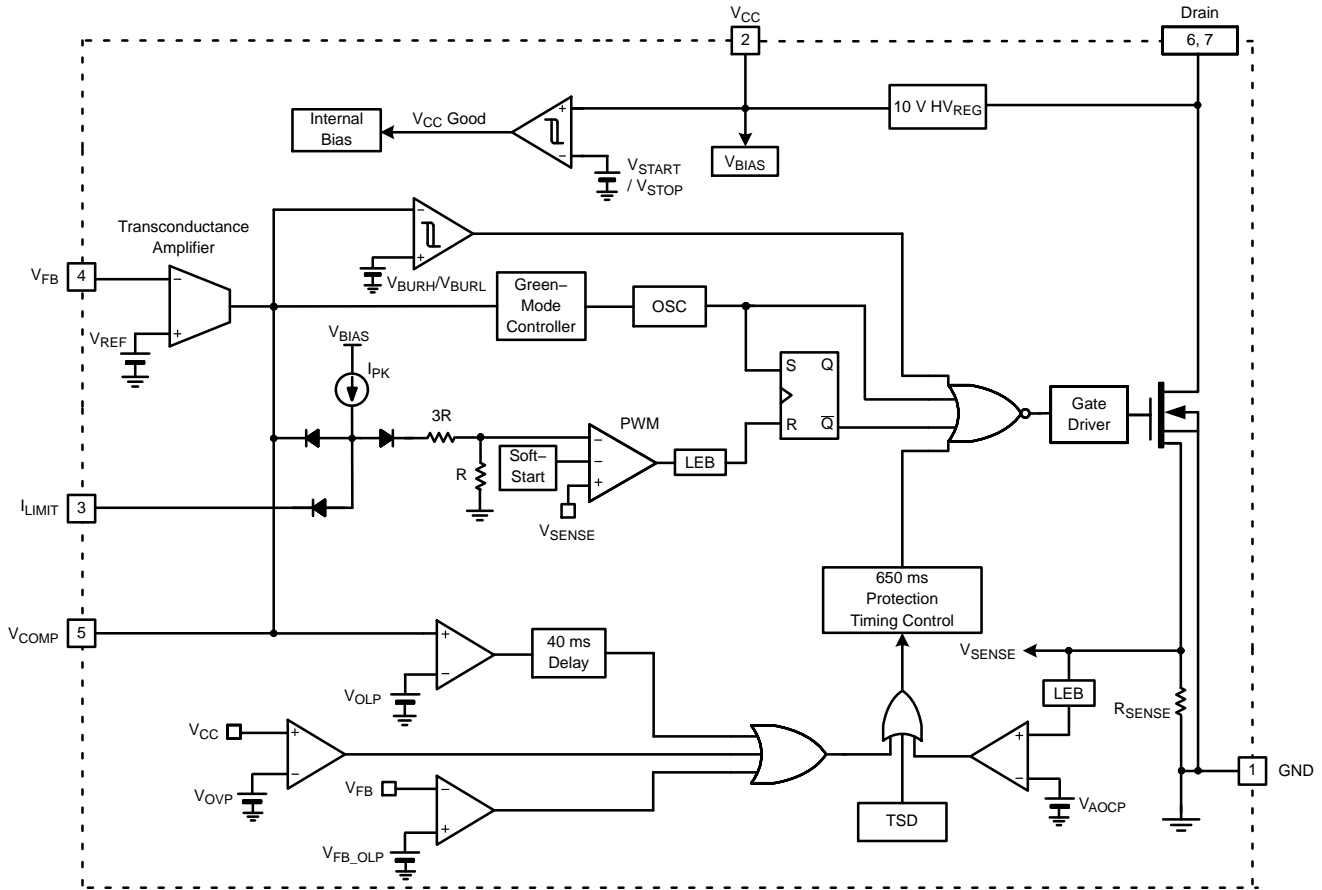 VCC
Drain
2
6, 7
Internal
Bias
VCC Good
+
−
10 V HVREG
VBIAS
VSTART
/ VSTOP
Transconductance
Amplifier
−
+
VBURH/VBURL
VFB
4
−
+
VREF
Green−
Mode
Controller
OSC
VBIAS
IPK
S
Q
R
Q
3R
R
PWM
Soft−
Start
−
−
+
LEB
VSENSE
Gate
Driver
ILIMIT
3
650 ms
Protection
Timing Control
VCOMP
5
+
−
40 ms
Delay
VOLP
VSENSE
LEB
RSENSE
VCC
+
−
VOVP
VFB
−
+
VFB_OLP
+
−
VAOCP
TSD
1
GND